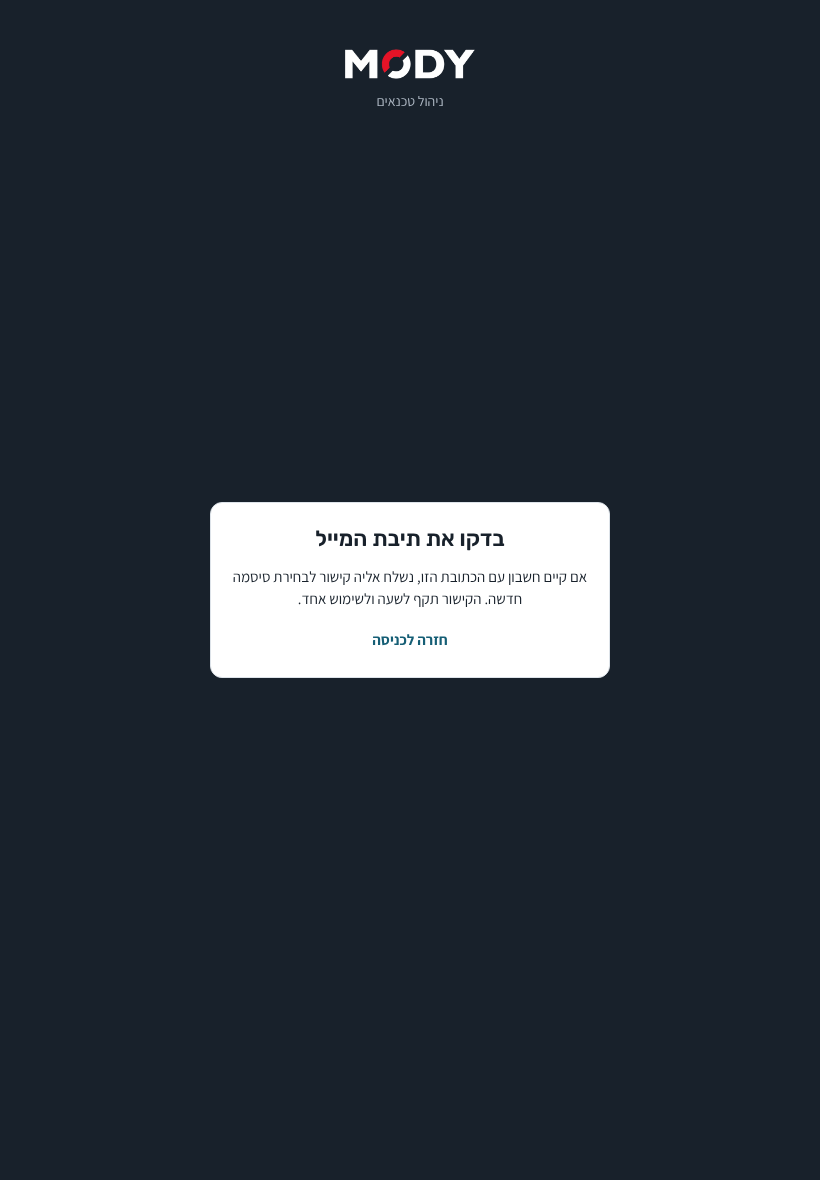 MODY
ניהול טכנאים
בדקו את תיבת המייל
אם קיים חשבון עם הכתובת הזו, נשלח אליה קישור לבחירת סיסמה
חדשה. הקישור תקף לשעה ולשימוש אחד.
חזרה לכניסה